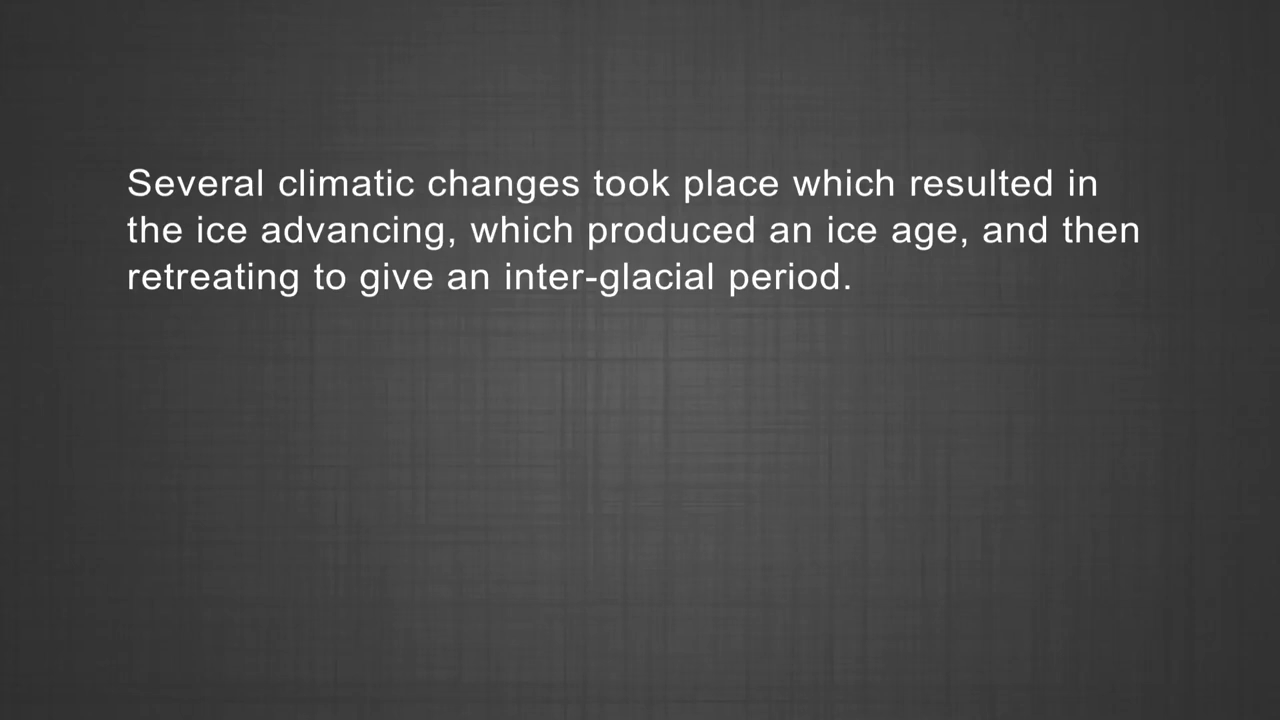 Several climatic changes took place which resulted in
the ice advancing, which produced an ice age, and then
retreating to give an inter-glacial period.